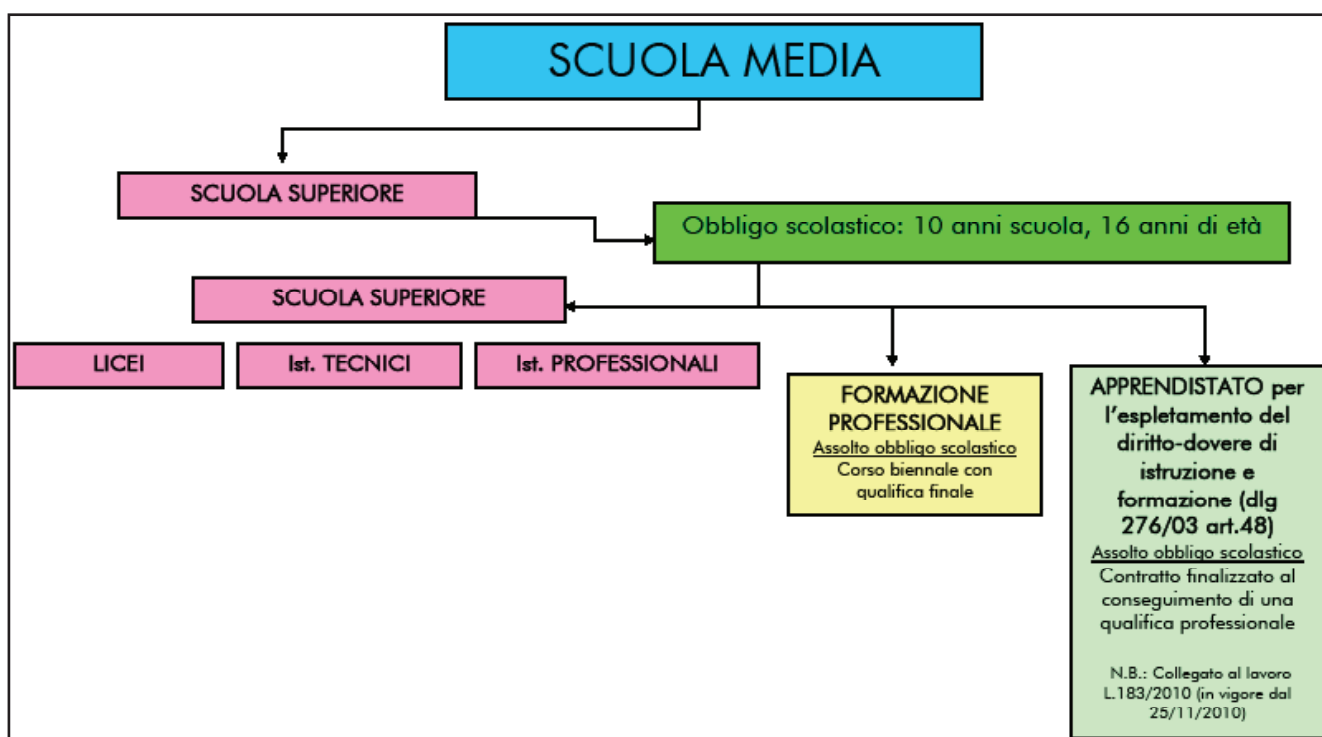 SCUOLA MEDIA
SCUOLA SUPERIORE
Obbligo scolastico: 10 anni scuola, 16 anni di età
SCUOLA SUPERIORE
LICEI
Ist. TECNICI
Ist. PROFESSIONALI
FORMAZIONE
PROFESSIONALE
Assolto obbligo scolastico
Corso biennale con
qualifica finale
APPRENDISTATO per
l'espletamento del
diritto-dovere di
istruzione e
formazione (dlg
276/03 art.48)
Assolto obbligo scolastico
Contratto finalizzato al
conseguimento di una
qualifica professionale
N.B.: Collegato al lavoro
L.183/2010 (in vigore dal
25/11/2010)